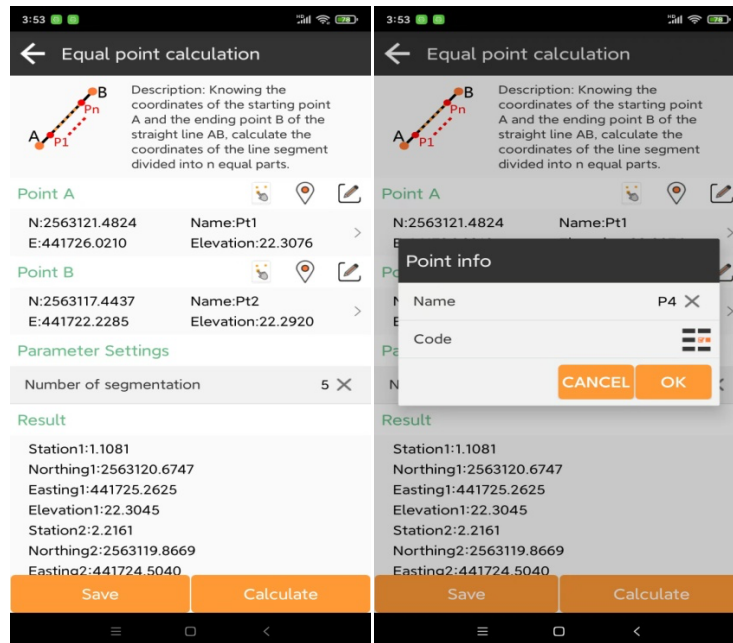 3:53
78
Equal point calculation
B
Pn
A
P1
Description: Knowing the
coordinates of the starting point
A and the ending point B of the
straight line AB, calculate the
coordinates of the line segment
divided into n equal parts.
Point A
N:2563121.4824 Name:Pt1
E:441726.0210 Elevation:22.3076
Point B
N:2563117.4437 Name:Pt2
E:441722.2285 Elevation:22.2920
Parameter Settings
Number of segmentation 5
Result
Station1:1.1081
Northing1:2563120.6747
Easting1:441725.2625
Elevation1:22.3045
Station2:2.2161
Northing2:2563119.8669
Easting2:441724.5040
Save Calculate
3:53
78
Equal point calculation
B
Pn
A
P1
Description: Knowing the
coordinates of the starting point
A and the ending point B of the
straight line AB, calculate the
coordinates of the line segment
divided into n equal parts.
Point A
N:2563121.4824 Name:Pt1
Point info
Name P4
Code
CANCEL OK
Result
Station1:1.1081
Northing1:2563120.6747
Easting1:441725.2625
Elevation1:22.3045
Station2:2.2161
Northing2:2563119.8669
Easting2:441724.5040
Save Calculate